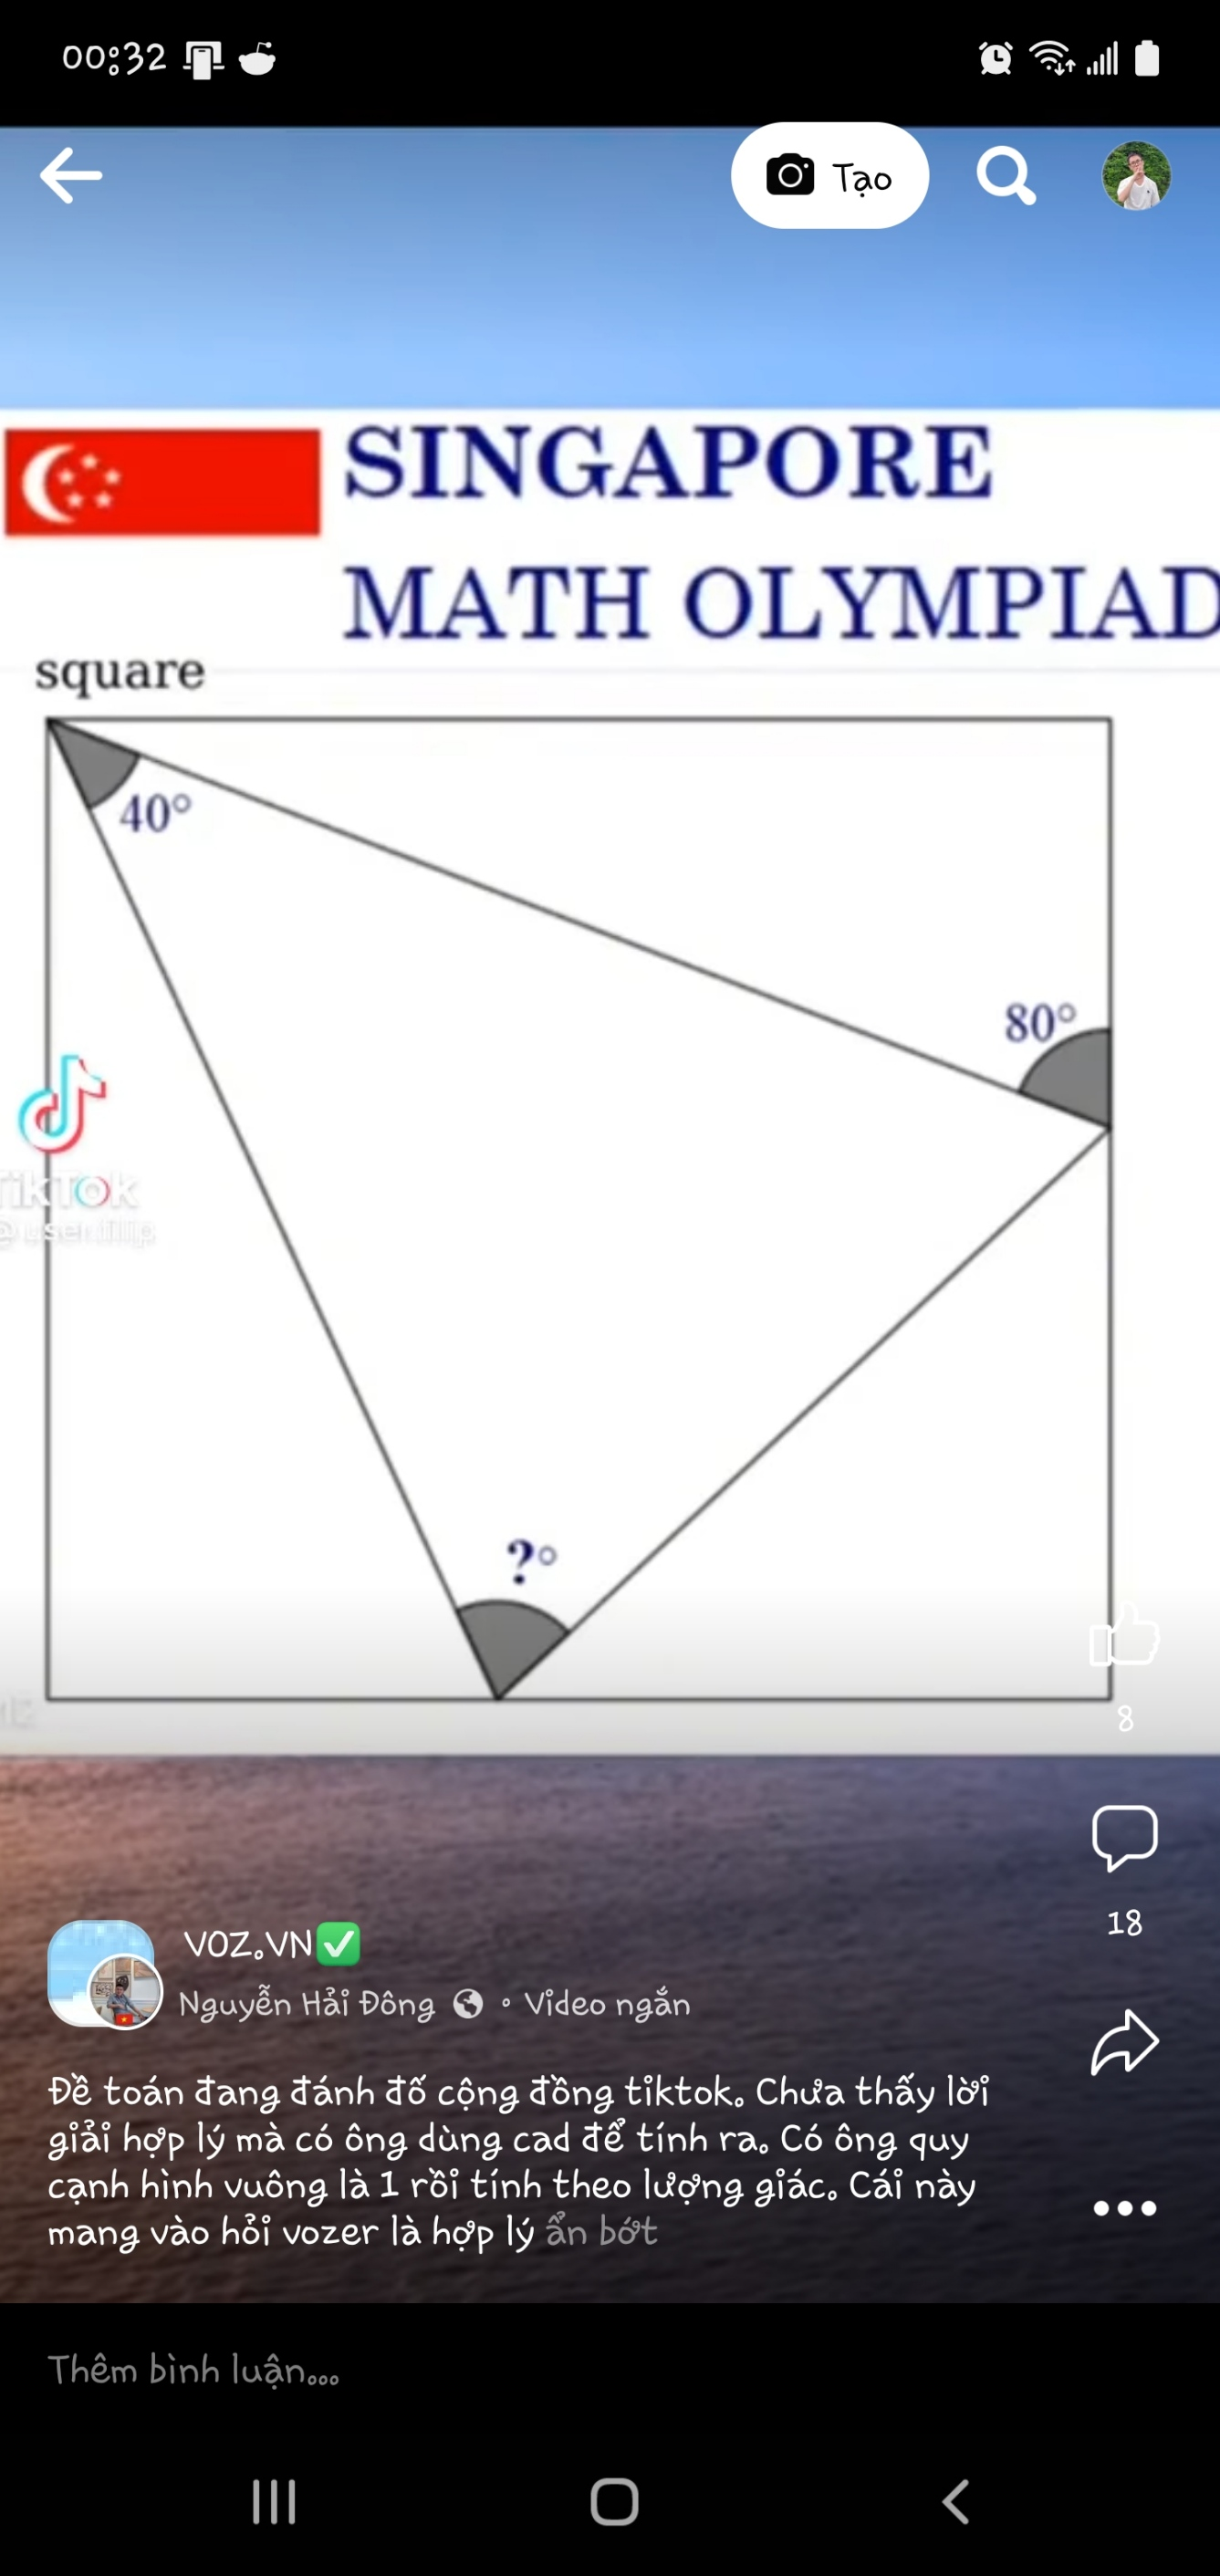 00:32
Tạo
SINGAPORE
MATH OLYMPIAD
square
40°
80°
TikTok
?°
8
18
VOZ.VN✅
Nguyễn Hải Đông • Video ngắn
Đề toán đang đánh đố cộng đồng tiktok. Chưa thấy lời
giải hợp lý mà có ông dùng cad để tính ra. Có ông quy
cạnh hình vuông là 1 rồi tính theo lượng giác. Cái này
mang vào hỏi vozer là hợp lý ẩn bớt
Thêm bình luận...